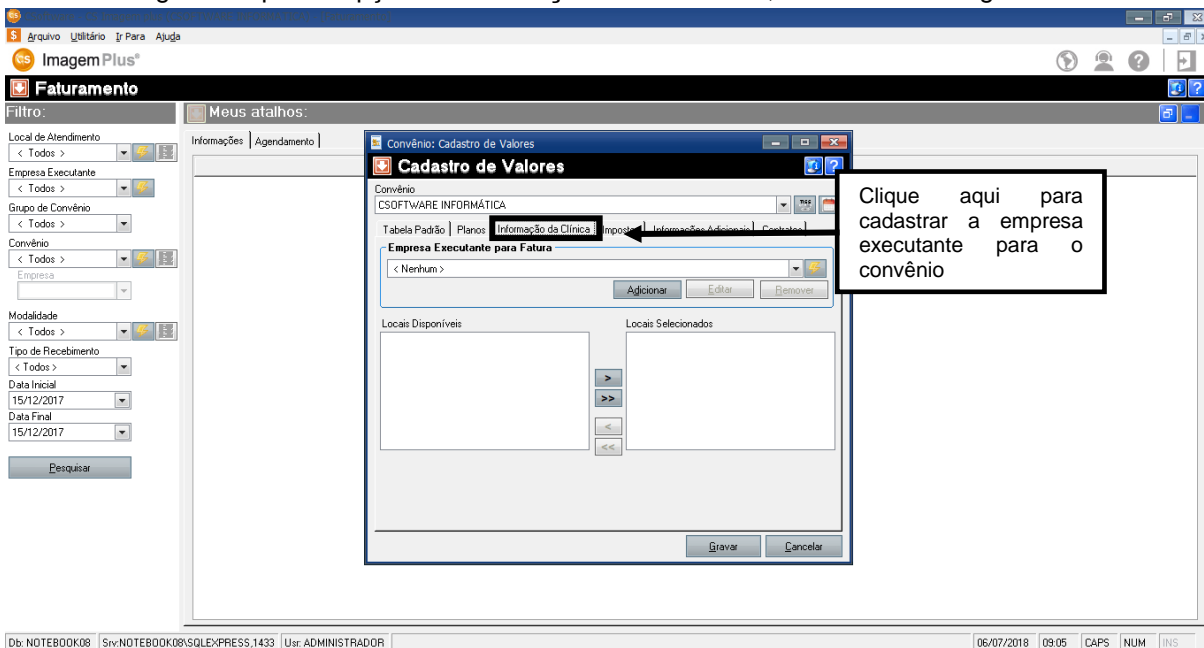 Arquivo Utilitário Ir Para Ajuda
ImagemPlus®
Faturamento
Filtro:
Meus atalhos:
Local de Atendimento
< Todos >
Empresa Executante
< Todos >
Grupo de Convênio
< Todos >
Convênio
< Todos >
Empresa
Modalidade
< Todos >
Tipo de Recebimento
< Todos >
Data Inicial
15/12/2017
Data Final
15/12/2017
Pesquisar
Informações Agendamento
Convênio: Cadastro de Valores
Cadastro de Valores
Convênio
CSOFTWARE INFORMÁTICA
Tabela Padrão Planos Informação da Clínica Impostos Informações Adicionais Contratos
Empresa Executante para Fatura
< Nenhum >
Adicionar Editar Remover
Locais Disponíveis Locais Selecionados
>
>>
<
<<
Gravar Cancelar
Clique aqui para
cadastrar a empresa
executante para o
convênio
Db: NOTEBOOK08 Srv:NOTEBOOK08\SQLEXPRESS,1433 Usr: ADMINISTRADOR 06/07/2018 09:05 CAPS NUM INS